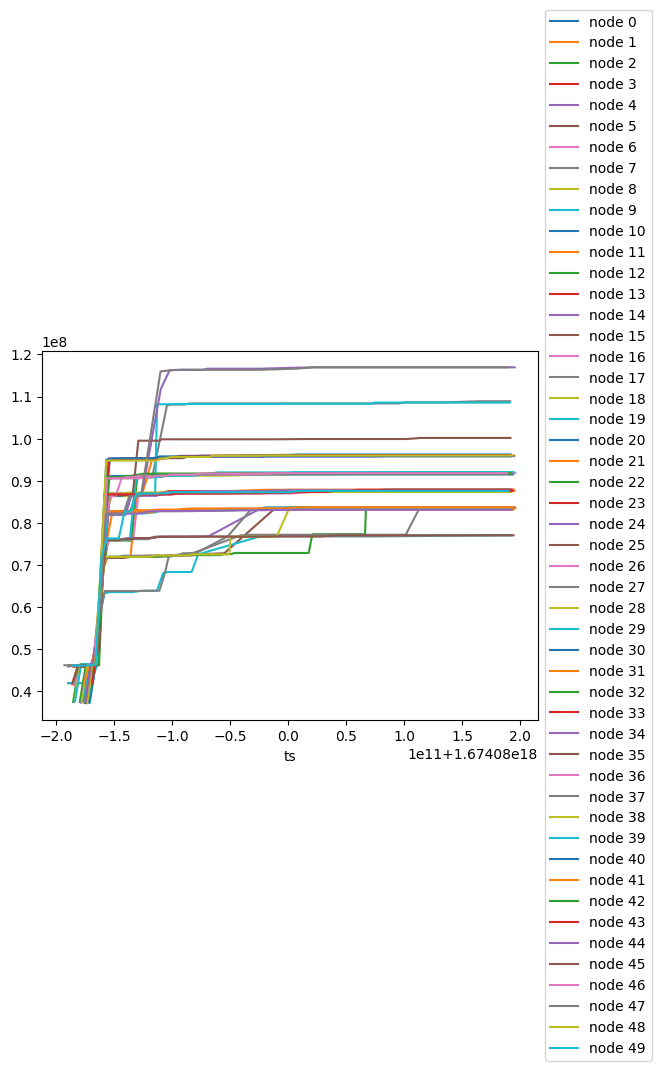 1e8
1.2
1.1
1.0
0.9
0.8
0.7
0.6
0.5
0.4
−2.0 −1.5 −1.0 −0.5 0.0 0.5 1.0 1.5 2.0
ts
1e11+1.67408e18
node 0
node 1
node 2
node 3
node 4
node 5
node 6
node 7
node 8
node 9
node 10
node 11
node 12
node 13
node 14
node 15
node 16
node 17
node 18
node 19
node 20
node 21
node 22
node 23
node 24
node 25
node 26
node 27
node 28
node 29
node 30
node 31
node 32
node 33
node 34
node 35
node 36
node 37
node 38
node 39
node 40
node 41
node 42
node 43
node 44
node 45
node 46
node 47
node 48
node 49